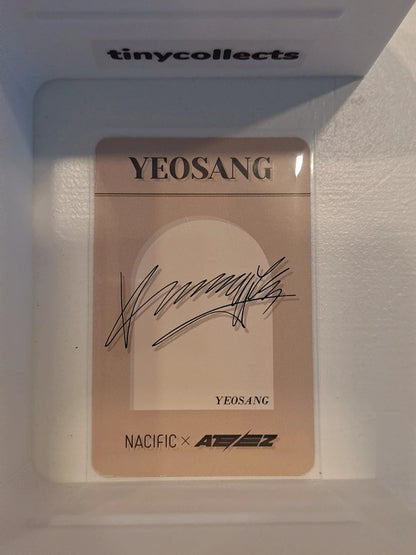 tinycollects
YEOSANG
YEOSANG
NACIFIC × ATEEZ